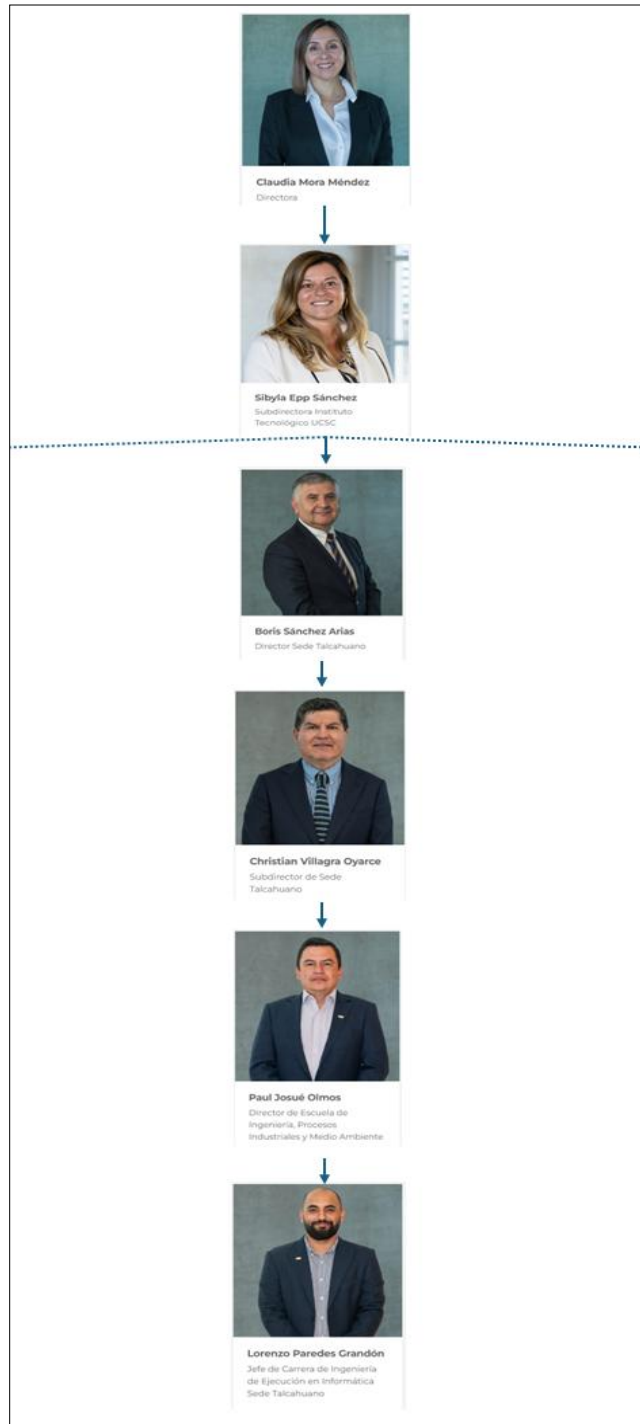 Claudia Mora Méndez
Directora
Sibyla Epp Sánchez
Subdirectora Instituto
Tecnológico UCSC
Boris Sánchez Arias
Director Sede Talcahuano
Christian Villagra Oyarce
Subdirector de Sede
Talcahuano
Paul Josué Olmos
Director de Escuela de
Ingeniería, Procesos
Industriales y Medio Ambiente
Lorenzo Paredes Grandón
Jefe de Carrera de Ingeniería
de Ejecución en Informática
Sede Talcahuano